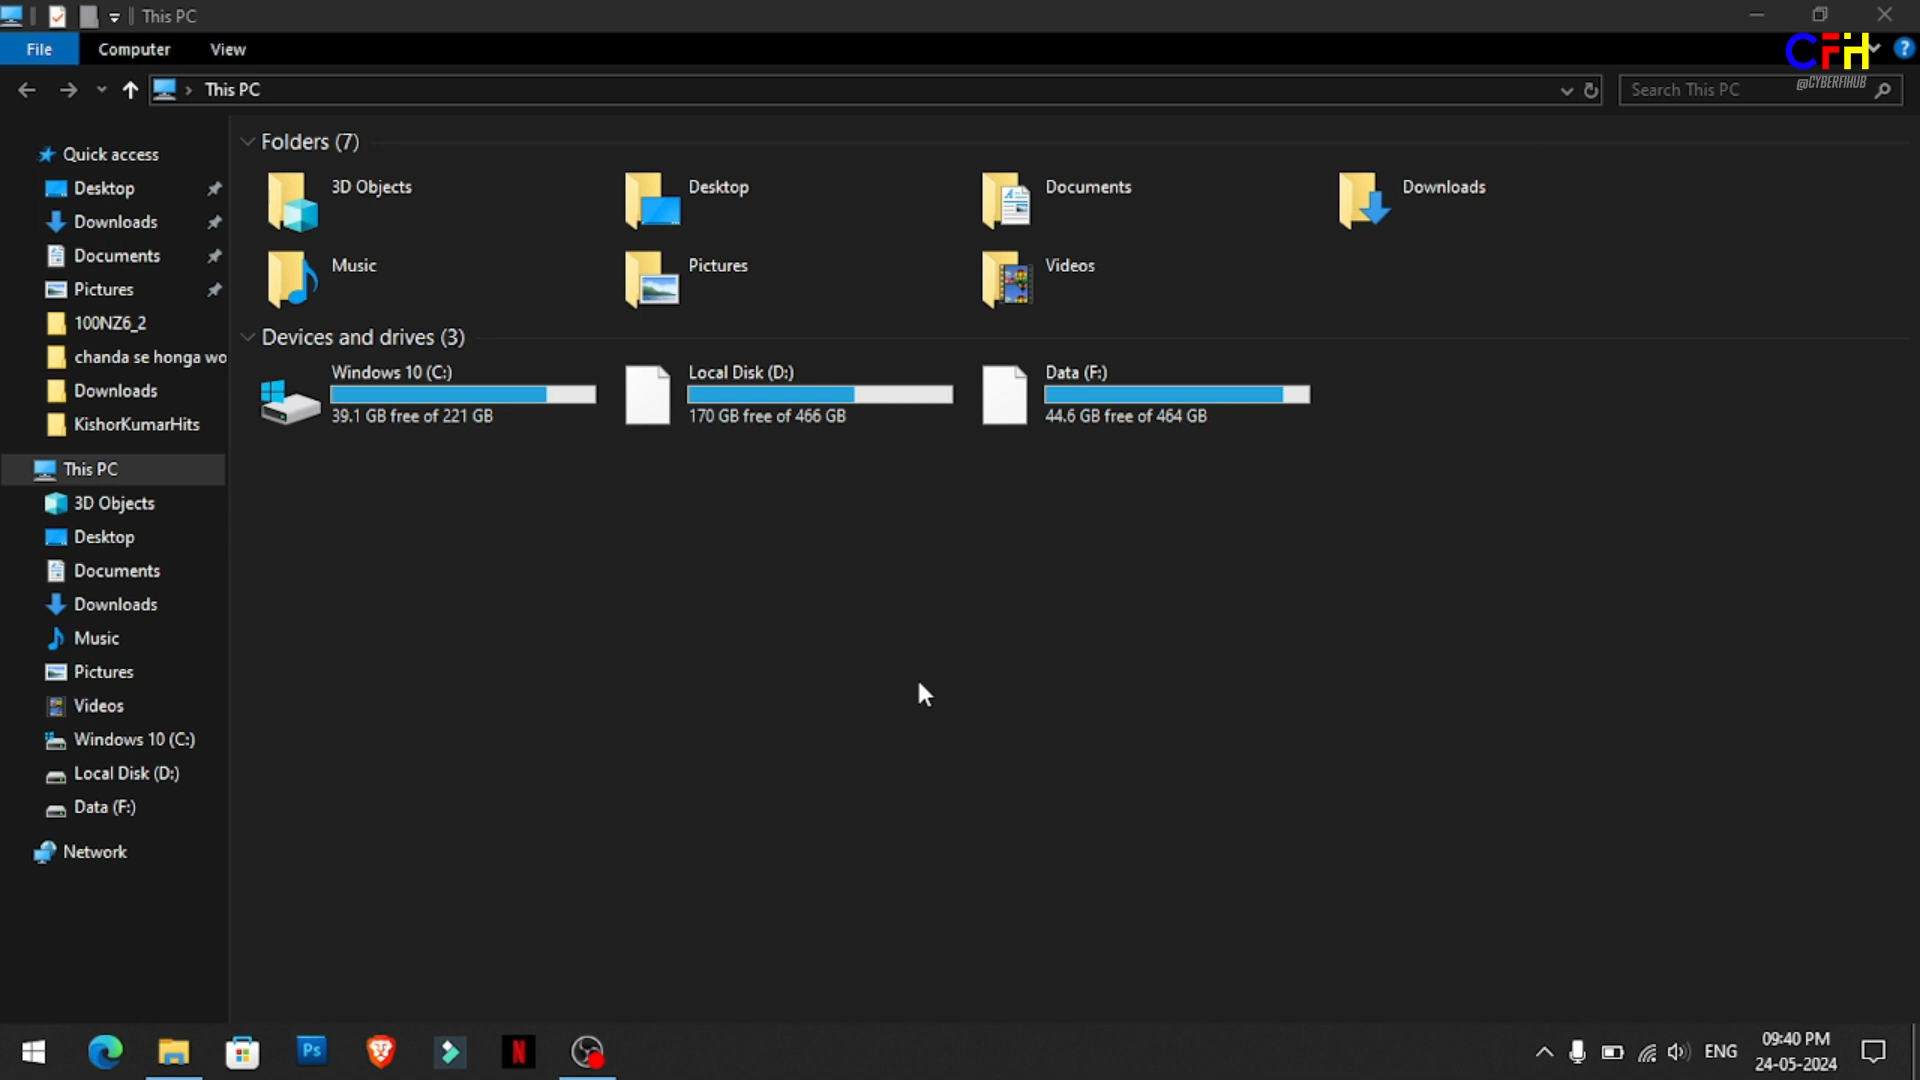 This PC
File Computer View
CFH
@CYBERFIHUB
This PC
Search This PC
Quick access
Desktop
Downloads
Documents
Pictures
100NZ6_2
chanda se honga wo
Downloads
KishorKumarHits
This PC
3D Objects
Desktop
Documents
Downloads
Music
Pictures
Videos
Windows 10 (C:)
Local Disk (D:)
Data (F:)
Network
Folders (7)
3D Objects
Desktop
Documents
Downloads
Music
Pictures
Videos
Devices and drives (3)
Windows 10 (C:)
39.1 GB free of 221 GB
Local Disk (D:)
170 GB free of 466 GB
Data (F:)
44.6 GB free of 464 GB
Ps
N
ENG
09:40 PM
24-05-2024